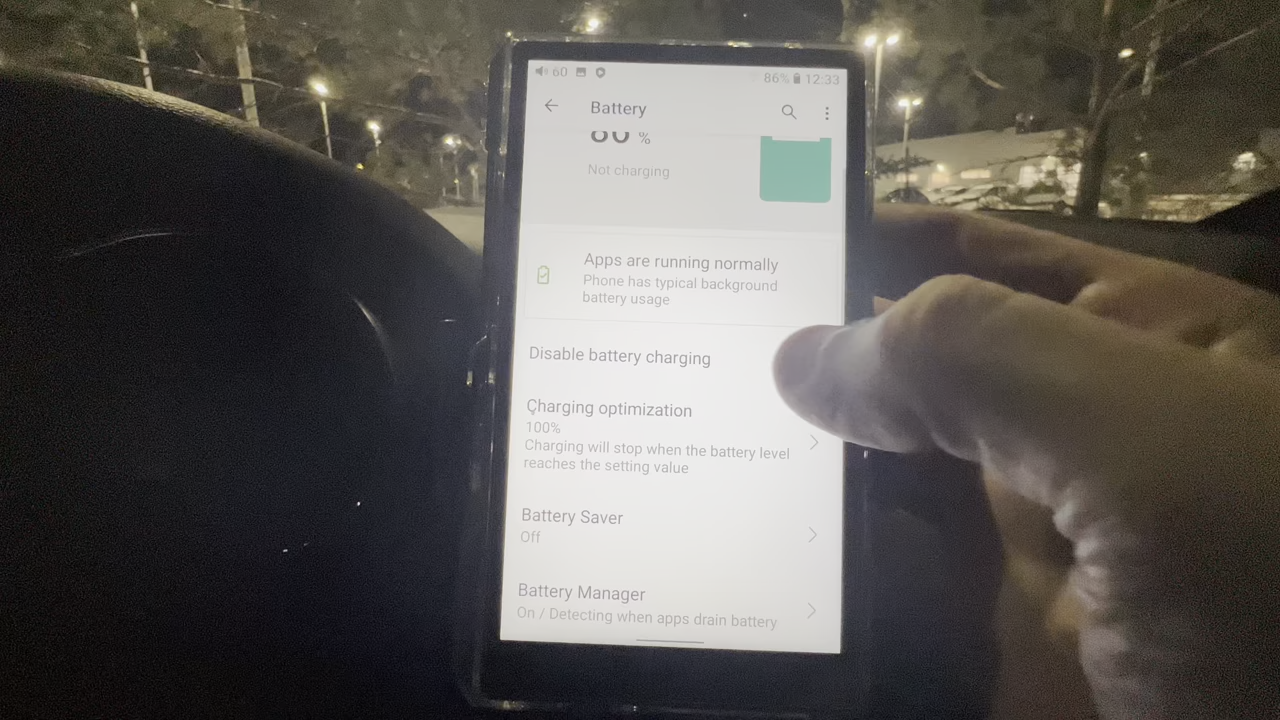 60 86% 12:33
Battery
%
Not charging
Apps are running normally
Phone has typical background
battery usage
Disable battery charging
Charging optimization
100%
Charging will stop when the battery level
reaches the setting value
Battery Saver
Off
Battery Manager
On / Detecting when apps drain battery